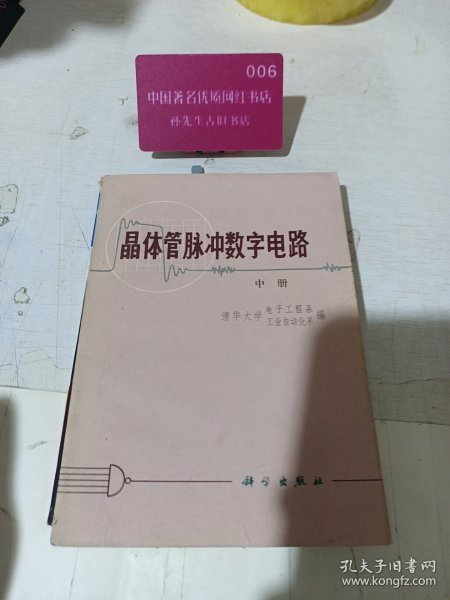 006
中国著名优质网红书店
孙先生古旧书店
晶体管脉冲数字电路
中册
清华大学 电子工程系
工业自动化系 编
科学出版社
孔夫子旧书网
www.kongfz.com